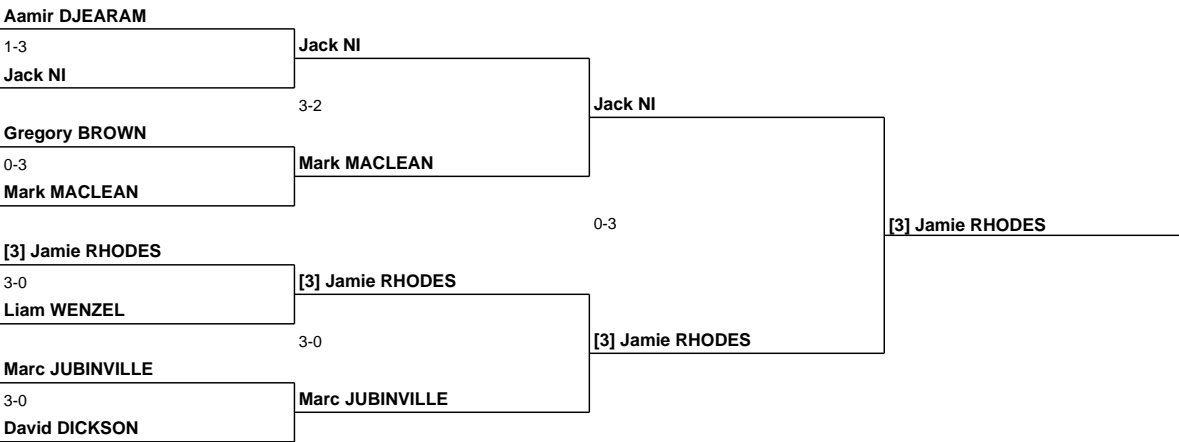 Aamir DJEARAM
1-3
Jack NI
Jack NI
3-2
Jack NI
Gregory BROWN
0-3
Mark MACLEAN
Mark MACLEAN
0-3
[3] Jamie RHODES
[3] Jamie RHODES
3-0
[3] Jamie RHODES
Liam WENZEL
3-0
[3] Jamie RHODES
Marc JUBINVILLE
3-0
Marc JUBINVILLE
David DICKSON